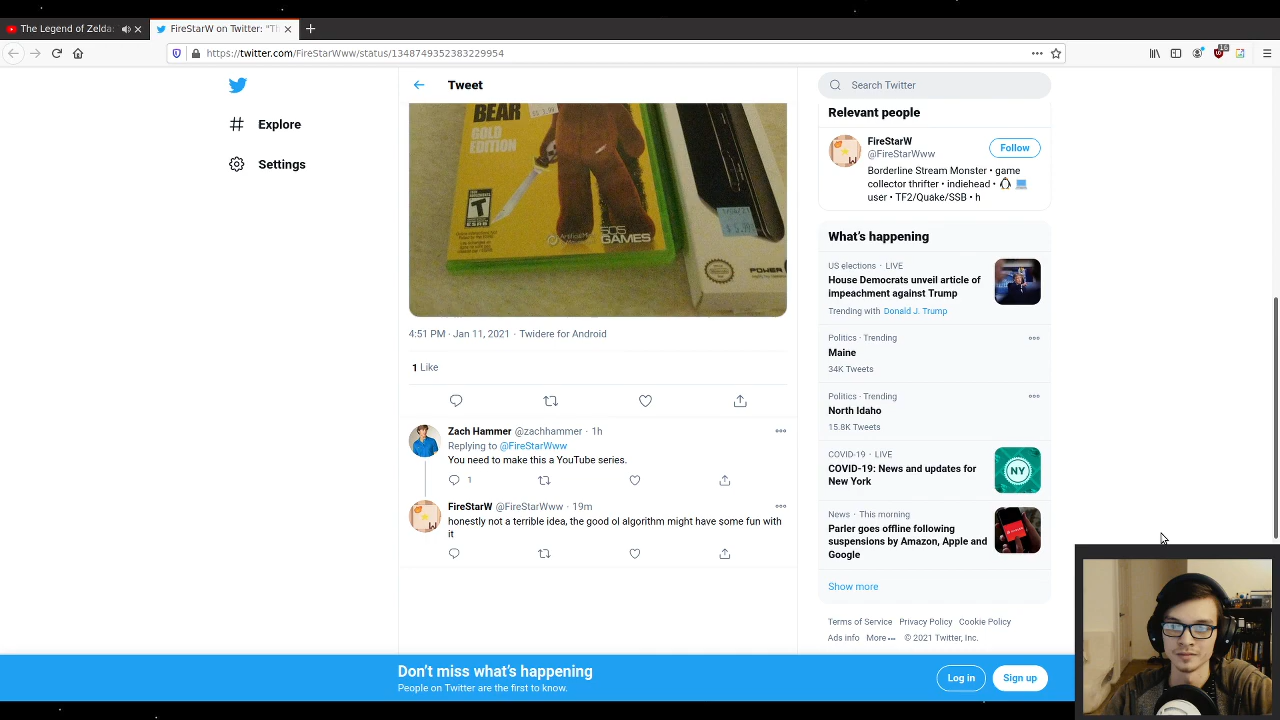 The Legend of Zelda:
FireStarW on Twitter: "Th
https://twitter.com/FireStarWww/status/1348749352383229954
16
Explore
Settings
Tweet
BEAR
GOLD
EDITION
$3.99
T
ESRB
505
GAMES
POWER
4:51 PM · Jan 11, 2021 · Twidere for Android
1 Like
Zach Hammer @zachhammer · 1h
Replying to @FireStarWww
You need to make this a YouTube series.
1
FireStarW @FireStarWww · 19m
honestly not a terrible idea, the good ol algorithm might have some fun with
it
Search Twitter
Relevant people
FireStarW
@FireStarWww
Follow
Borderline Stream Monster • game
collector thrifter • indiehead •
user • TF2/Quake/SSB • h
What's happening
US elections · LIVE
House Democrats unveil article of
impeachment against Trump
Trending with Donald J. Trump
Politics · Trending
Maine
34K Tweets
Politics · Trending
North Idaho
15.8K Tweets
COVID-19 · LIVE
COVID-19: News and updates for
New York
NY
News · This morning
Parler goes offline following
suspensions by Amazon, Apple and
Google
Show more
Terms of Service Privacy Policy Cookie Policy
Ads info More © 2021 Twitter, Inc.
Don't miss what's happening
People on Twitter are the first to know.
Log in
Sign up